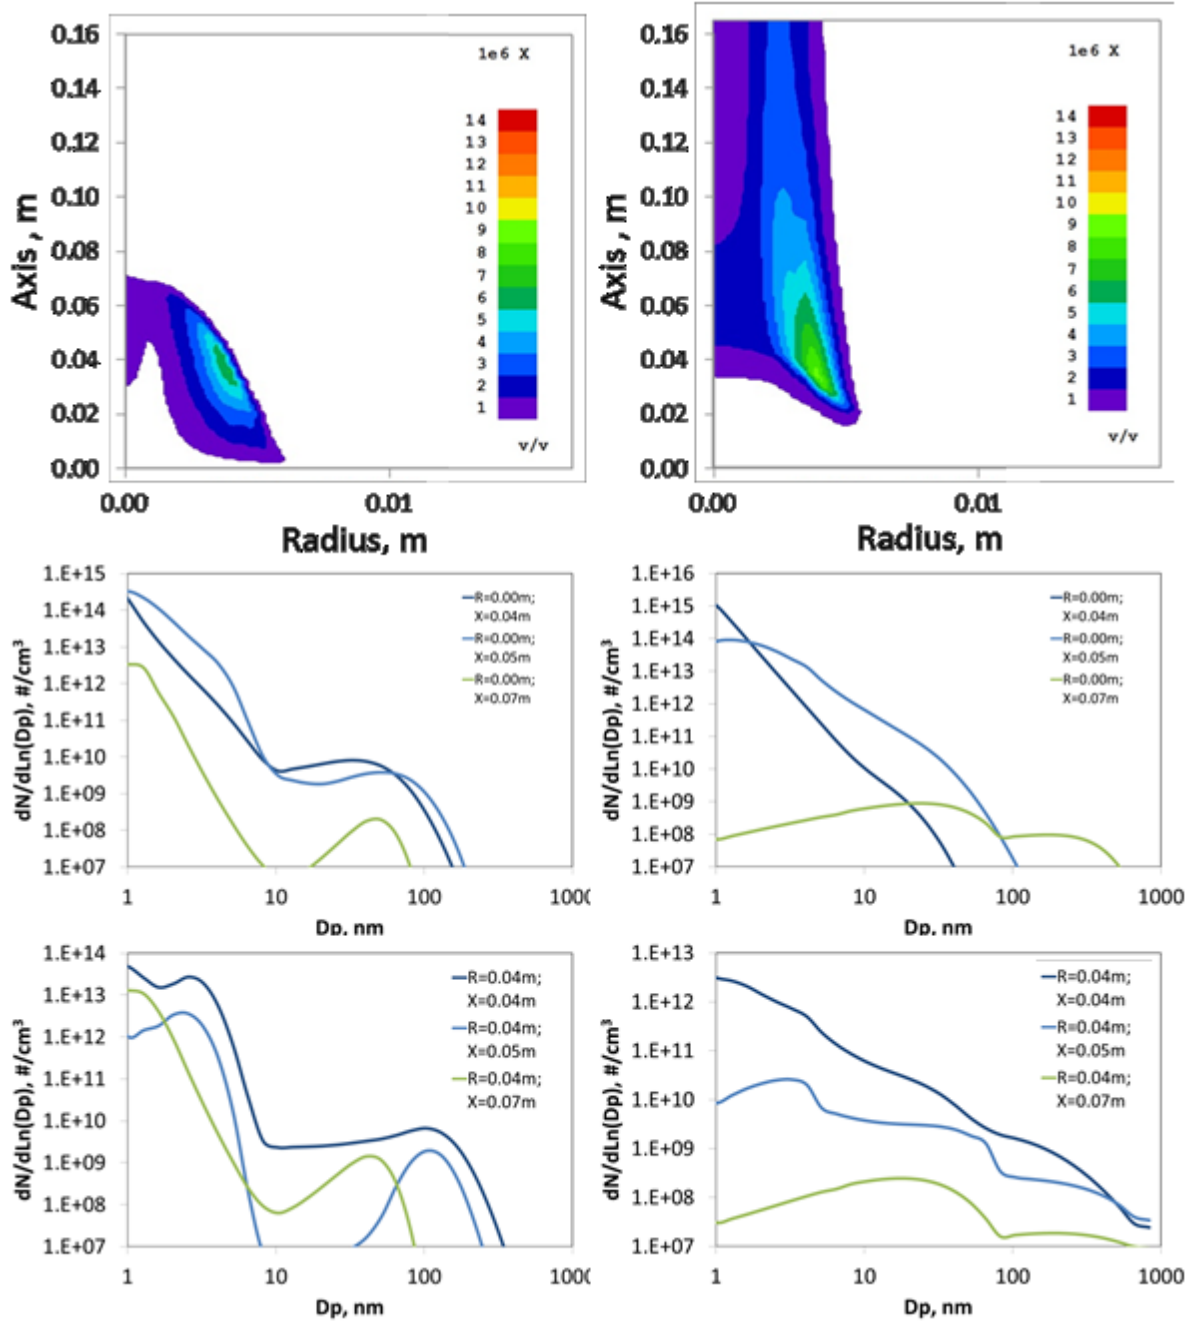 0.16
0.14
0.12
0.10
0.08
0.06
0.04
0.02
0.00
Axis , m
1e6 X
14
13
12
11
10
9
8
7
6
5
4
3
2
1
v/v
0.00
0.01
Radius, m
0.16
0.14
0.12
0.10
0.08
0.06
0.04
0.02
0.00
Axis , m
1e6 X
14
13
12
11
10
9
8
7
6
5
4
3
2
1
v/v
0.00
0.01
Radius, m
1.E+15
1.E+14
1.E+13
1.E+12
1.E+11
1.E+10
1.E+09
1.E+08
1.E+07
dN/dLn(Dp), #/cm³
R=0.00m;
X=0.04m
R=0.00m;
X=0.05m
R=0.00m;
X=0.07m
1
10
100
1000
Dp, nm
1.E+16
1.E+15
1.E+14
1.E+13
1.E+12
1.E+11
1.E+10
1.E+09
1.E+08
1.E+07
dN/dLn(Dp), #/cm³
R=0.00m;
X=0.04m
R=0.00m;
X=0.05m
R=0.00m;
X=0.07m
1
10
100
1000
Dp, nm
1.E+14
1.E+13
1.E+12
1.E+11
1.E+10
1.E+09
1.E+08
1.E+07
dN/dLn(Dp), #/cm³
R=0.04m;
X=0.04m
R=0.04m;
X=0.05m
R=0.04m;
X=0.07m
1
10
100
1000
Dp, nm
1.E+13
1.E+12
1.E+11
1.E+10
1.E+09
1.E+08
1.E+07
dN/dLn(Dp), #/cm³
R=0.04m;
X=0.04m
R=0.04m;
X=0.05m
R=0.04m;
X=0.07m
1
10
100
1000
Dp, nm